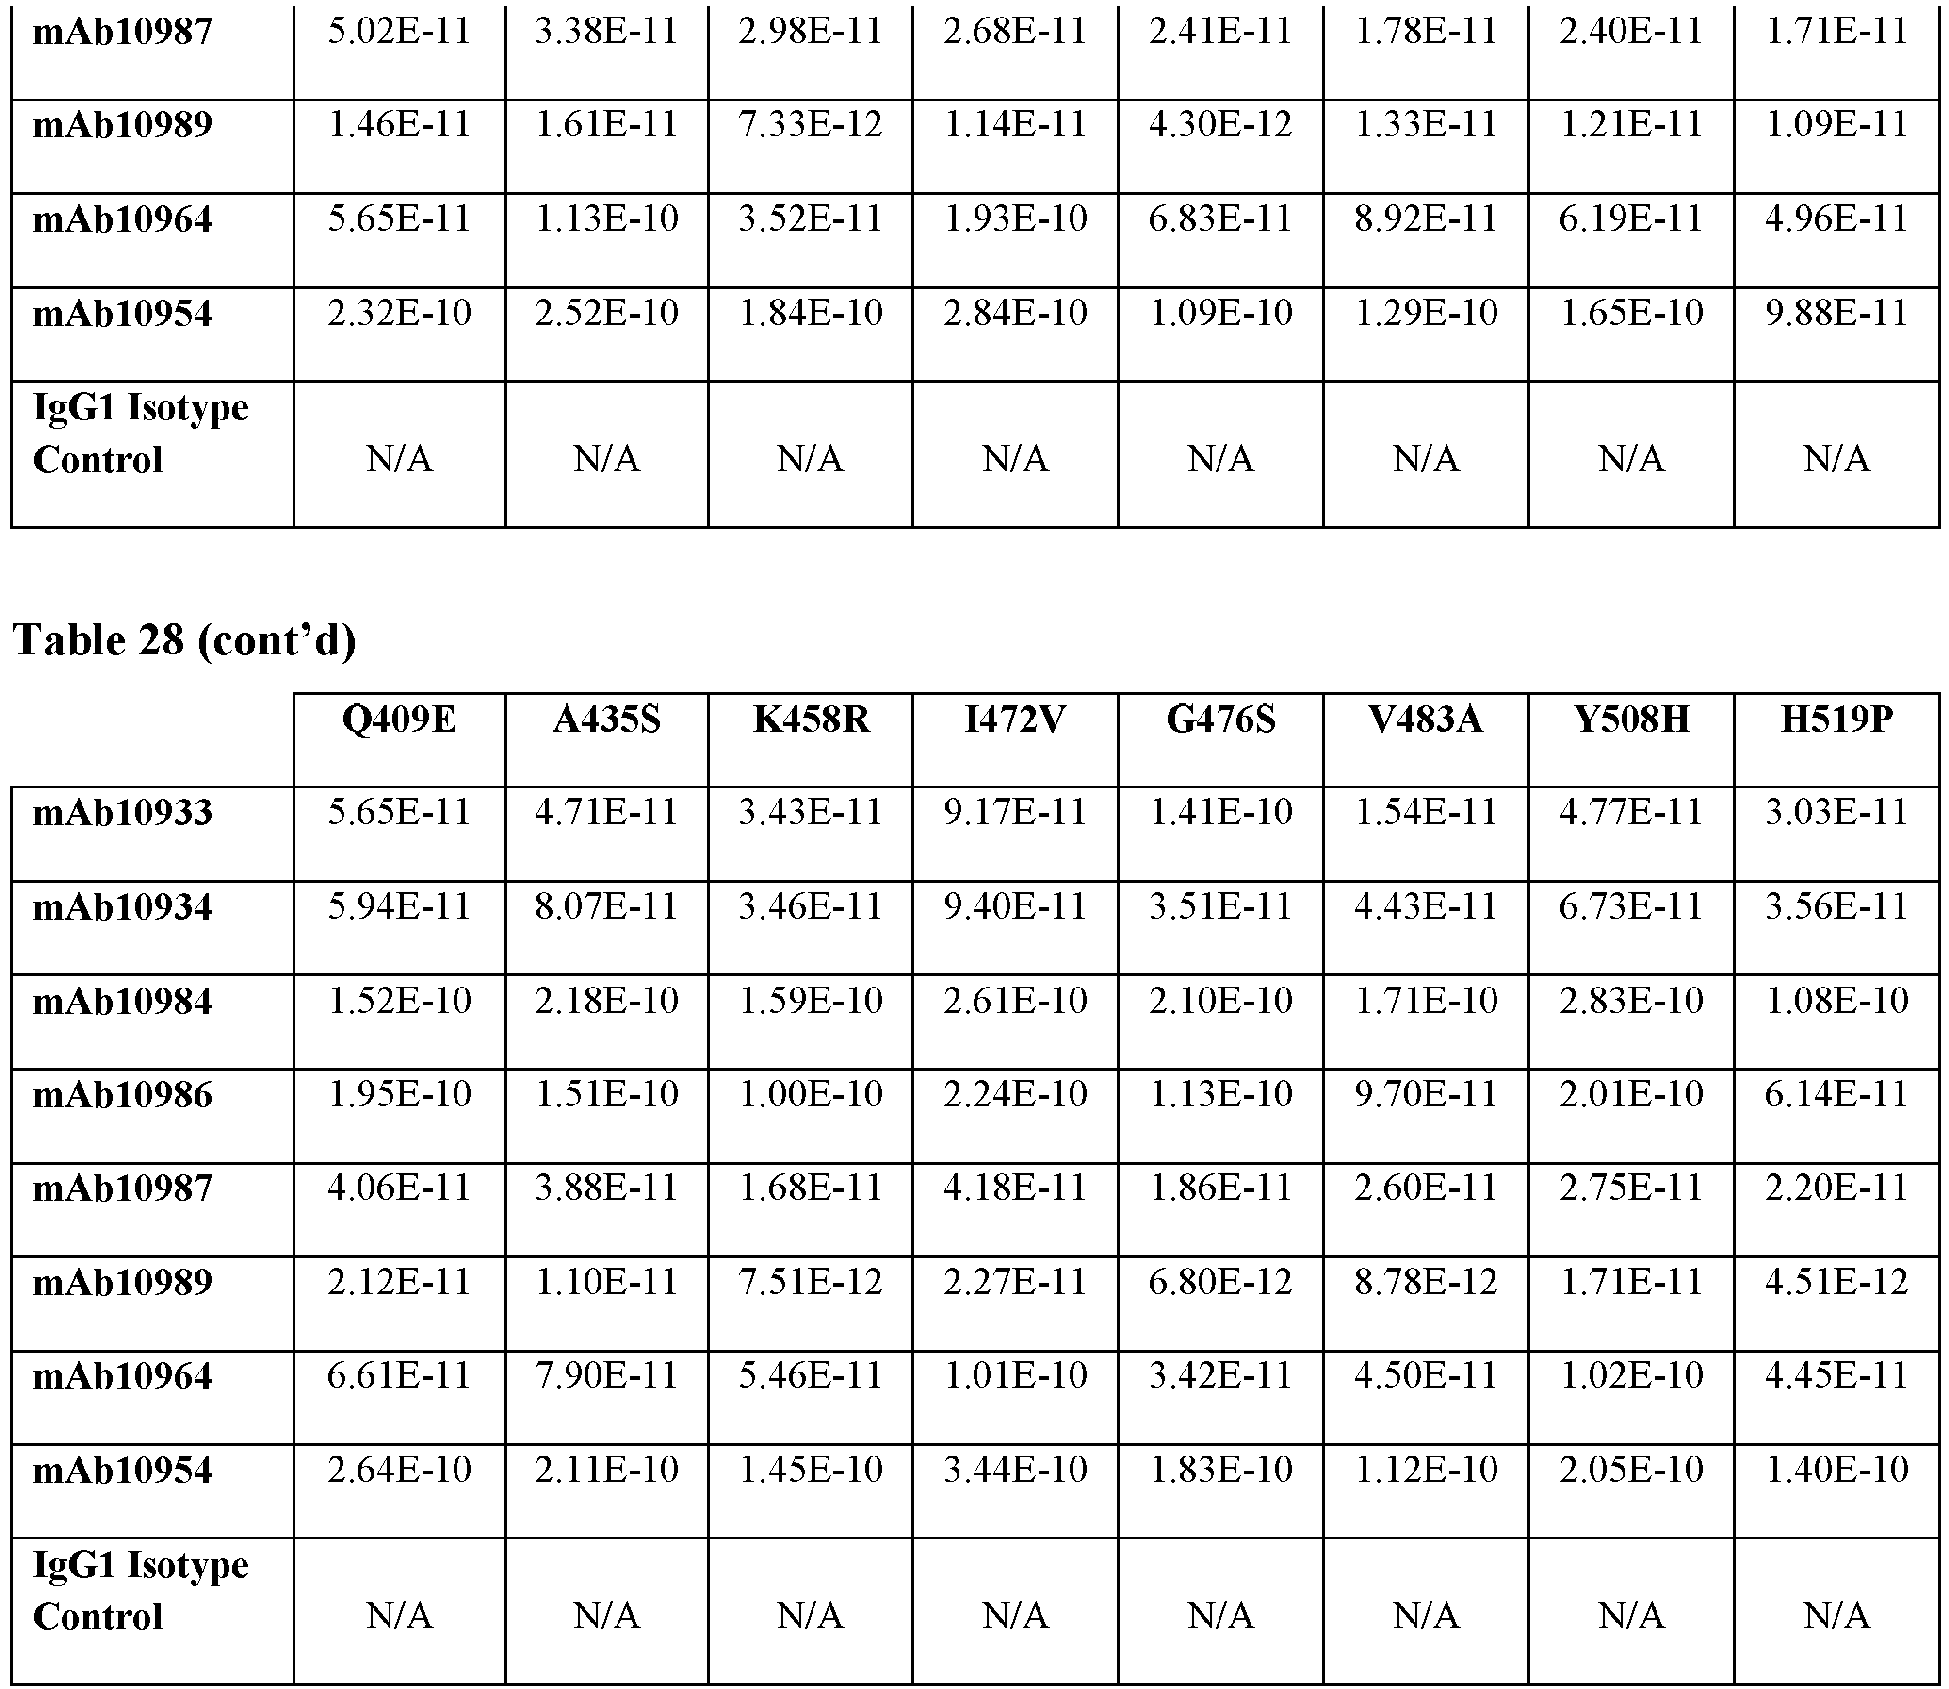 mAb10987 5.02E-11 3.38E-11 2.98E-11 2.68E-11 2.41E-11 1.78E-11 2.40E-11 1.71E-11
mAb10989 1.46E-11 1.61E-11 7.33E-12 1.14E-11 4.30E-12 1.33E-11 1.21E-11 1.09E-11
mAb10964 5.65E-11 1.13E-10 3.52E-11 1.93E-10 6.83E-11 8.92E-11 6.19E-11 4.96E-11
mAb10954 2.32E-10 2.52E-10 1.84E-10 2.84E-10 1.09E-10 1.29E-10 1.65E-10 9.88E-11
IgG1 Isotype
Control N/A N/A N/A N/A N/A N/A N/A N/A
Table 28 (cont’d)
Q409E A435S K458R I472V G476S V483A Y508H H519P
mAb10933 5.65E-11 4.71E-11 3.43E-11 9.17E-11 1.41E-10 1.54E-11 4.77E-11 3.03E-11
mAb10934 5.94E-11 8.07E-11 3.46E-11 9.40E-11 3.51E-11 4.43E-11 6.73E-11 3.56E-11
mAb10984 1.52E-10 2.18E-10 1.59E-10 2.61E-10 2.10E-10 1.71E-10 2.83E-10 1.08E-10
mAb10986 1.95E-10 1.51E-10 1.00E-10 2.24E-10 1.13E-10 9.70E-11 2.01E-10 6.14E-11
mAb10987 4.06E-11 3.88E-11 1.68E-11 4.18E-11 1.86E-11 2.60E-11 2.75E-11 2.20E-11
mAb10989 2.12E-11 1.10E-11 7.51E-12 2.27E-11 6.80E-12 8.78E-12 1.71E-11 4.51E-12
mAb10964 6.61E-11 7.90E-11 5.46E-11 1.01E-10 3.42E-11 4.50E-11 1.02E-10 4.45E-11
mAb10954 2.64E-10 2.11E-10 1.45E-10 3.44E-10 1.83E-10 1.12E-10 2.05E-10 1.40E-10
IgG1 Isotype
Control N/A N/A N/A N/A N/A N/A N/A N/A